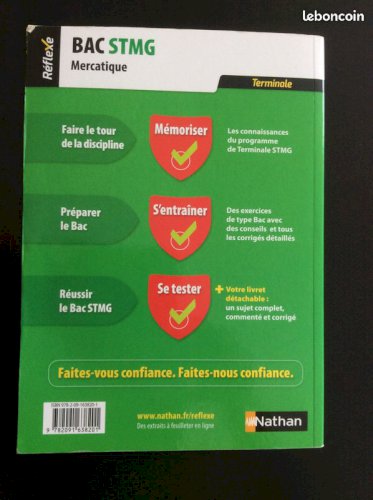 leboncoin
Réflexe
BAC STMG
Mercatique
Terminale
Faire le tour
de la discipline
Mémoriser
Les connaissances
du programme
de Terminale STMG
Préparer
le Bac
S'entraîner
Des exercices
de type Bac avec
des conseils et tous
les corrigés détaillés
Réussir
le Bac STMG
Se tester
+ Votre livret
détachable :
un sujet complet,
commenté et corrigé
Faites-vous confiance. Faites-nous confiance.
ISBN 978-2-09-163820-1
9 782091 638201
www.nathan.fr/reflexe
Des extraits à feuilleter en ligne
Nathan